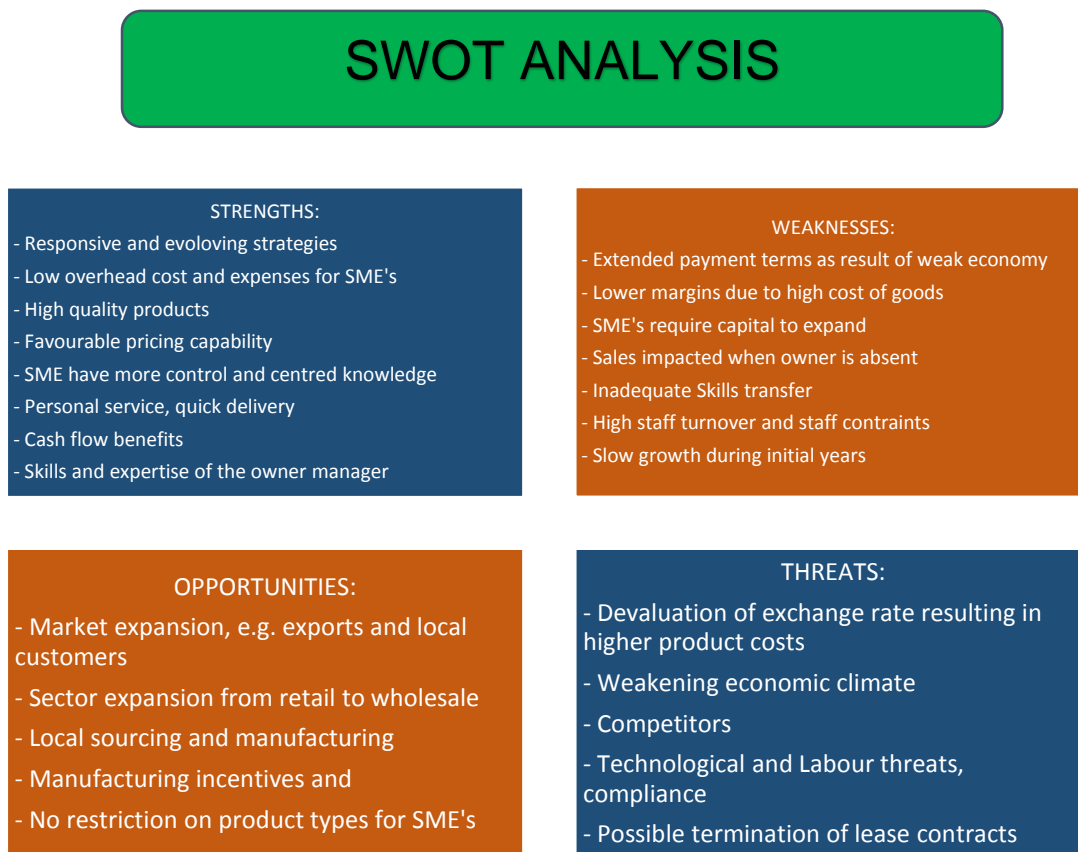 SWOT ANALYSIS
STRENGTHS:
- Responsive and evoloving strategies
- Low overhead cost and expenses for SME's
- High quality products
- Favourable pricing capability
- SME have more control and centred knowledge
- Personal service, quick delivery
- Cash flow benefits
- Skills and expertise of the owner manager
WEAKNESSES:
- Extended payment terms as result of weak economy
- Lower margins due to high cost of goods
- SME's require capital to expand
- Sales impacted when owner is absent
- Inadequate Skills transfer
- High staff turnover and staff contraints
- Slow growth during initial years
OPPORTUNITIES:
- Market expansion, e.g. exports and local
customers
- Sector expansion from retail to wholesale
- Local sourcing and manufacturing
- Manufacturing incentives and
- No restriction on product types for SME's
THREATS:
- Devaluation of exchange rate resulting in
higher product costs
- Weakening economic climate
- Competitors
- Technological and Labour threats,
compliance
- Possible termination of lease contracts